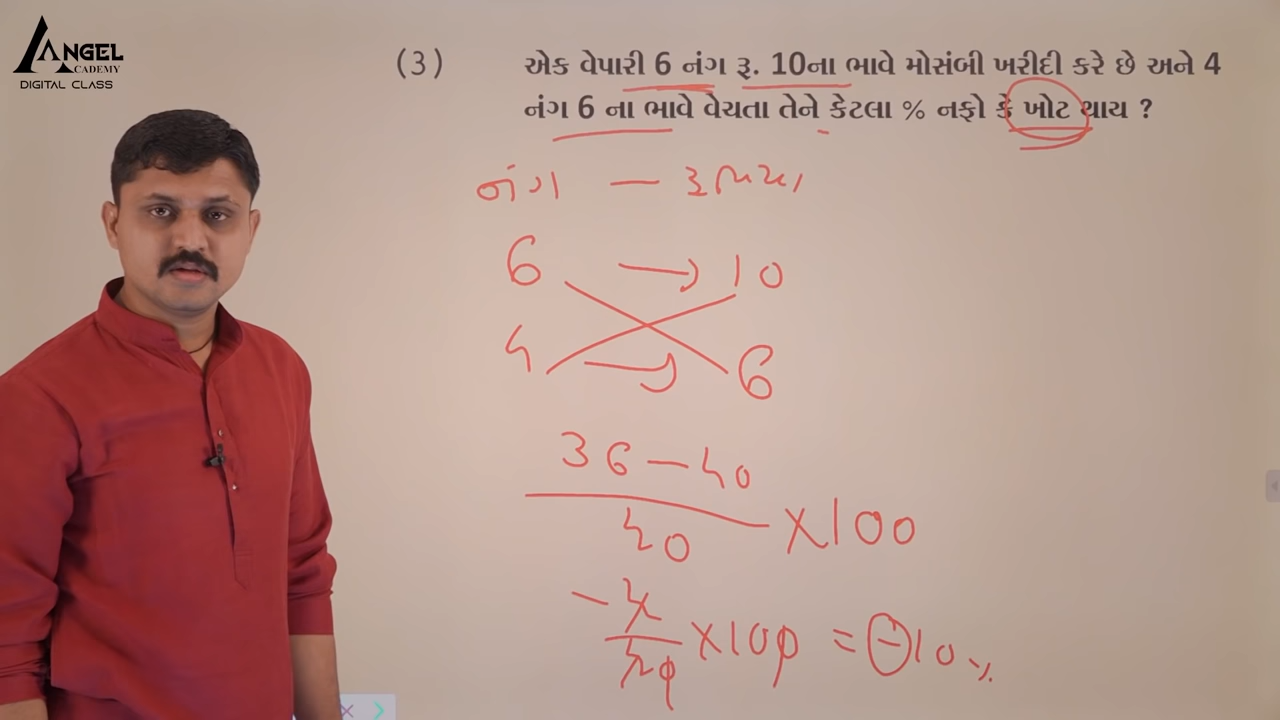 ANGEL
ACADEMY
DIGITAL CLASS
(3) એક વેપારી 6 નંગ રૂ. 10ના ભાવે મોસંબી ખરીદી કરે છે અને 4
નંગ 6 ના ભાવે વેચતા તેને કેટલા % નફો કે ખોટ થાય ?
નંગ — રૂપિયા
6 → 10
4 → 6
36 – 40
40
×100
-4
40
×100 = -10%